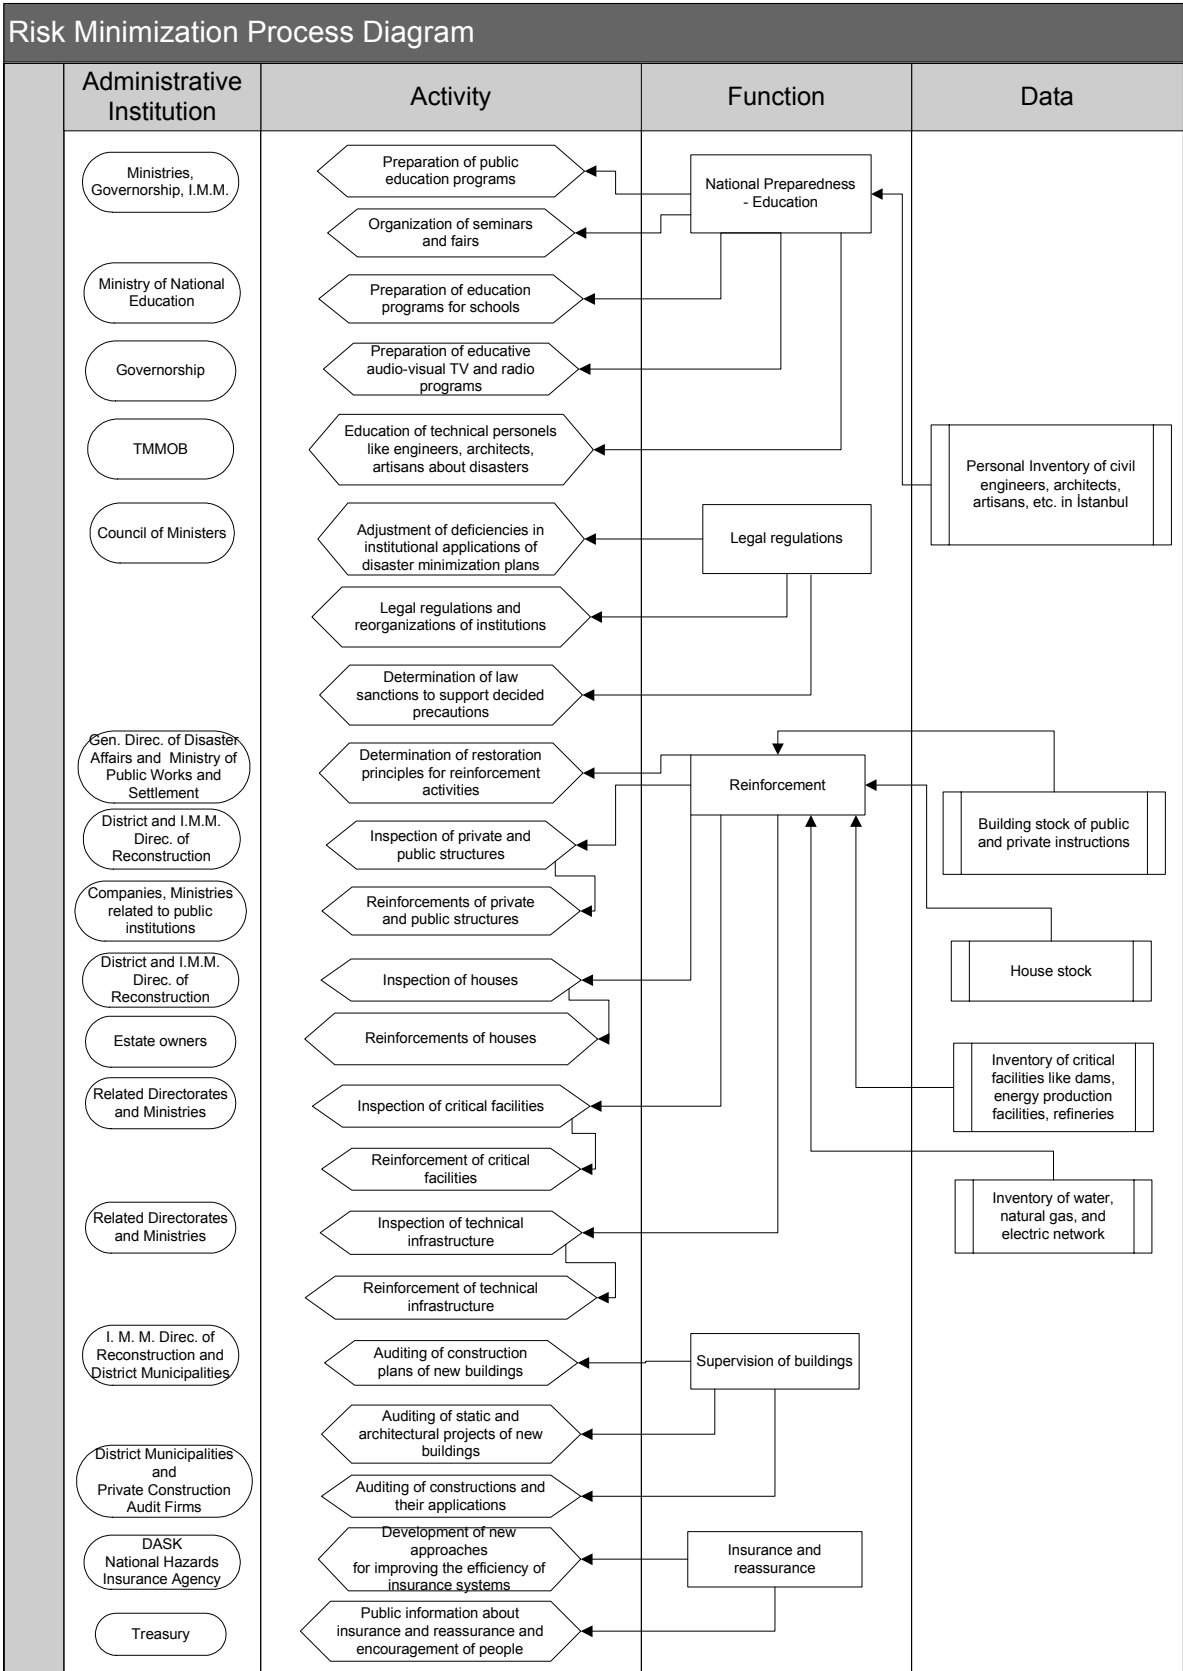 Risk Minimization Process Diagram
Administrative
Institution
Activity
Function
Data
Ministries,
Governorship, I.M.M.
Preparation of public
education programs
National Preparedness
- Education
Organization of seminars
and fairs
Ministry of National
Education
Preparation of education
programs for schools
Governorship
Preparation of educative
audio-visual TV and radio
programs
TMMOB
Education of technical personels
like engineers, architects,
artisans about disasters
Personal Inventory of civil
engineers, architects,
artisans, etc. in İstanbul
Council of Ministers
Adjustment of deficiencies in
institutional applications of
disaster minimization plans
Legal regulations
Legal regulations and
reorganizations of institutions
Determination of law
sanctions to support decided
precautions
Gen. Direc. of Disaster
Affairs and Ministry of
Public Works and
Settlement
Determination of restoration
principles for reinforcement
activities
Reinforcement
Building stock of public
and private instructions
District and I.M.M.
Direc. of
Reconstruction
Inspection of private and
public structures
Companies, Ministries
related to public
institutions
Reinforcements of private
and public structures
District and I.M.M.
Direc. of
Reconstruction
Inspection of houses
House stock
Estate owners
Reinforcements of houses
Inventory of critical
facilities like dams,
energy production
facilities, refineries
Related Directorates
and Ministries
Inspection of critical facilities
Reinforcement of critical
facilities
Related Directorates
and Ministries
Inspection of technical
infrastructure
Inventory of water,
natural gas, and
electric network
Reinforcement of technical
infrastructure
I. M. M. Direc. of
Reconstruction and
District Municipalities
Auditing of construction
plans of new buildings
Supervision of buildings
Auditing of static and
architectural projects of new
buildings
District Municipalities
and
Private Construction
Audit Firms
Auditing of constructions and
their applications
DASK
National Hazards
Insurance Agency
Development of new
approaches
for improving the efficiency of
insurance systems
Insurance and
reassurance
Treasury
Public information about
insurance and reassurance and
encouragement of people